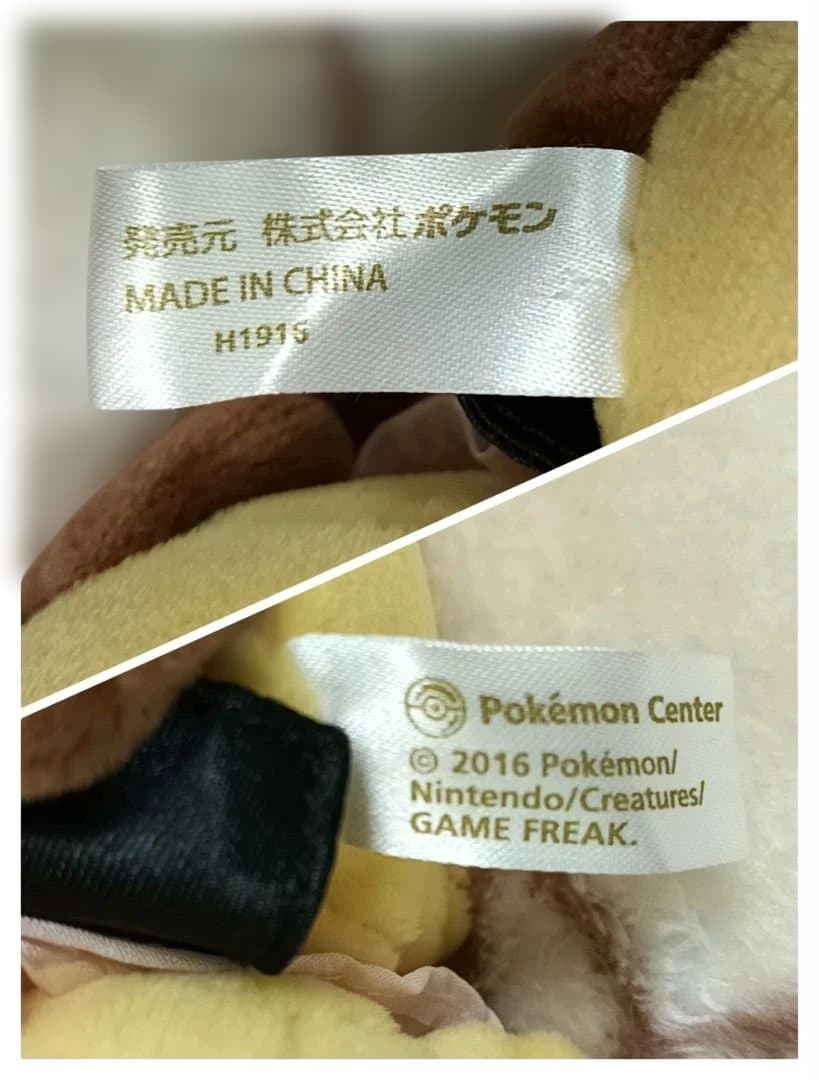 発売元 株式会社ポケモン
MADE IN CHINA
H1916
Pokémon Center
© 2016 Pokémon/
Nintendo/Creatures/
GAME FREAK.